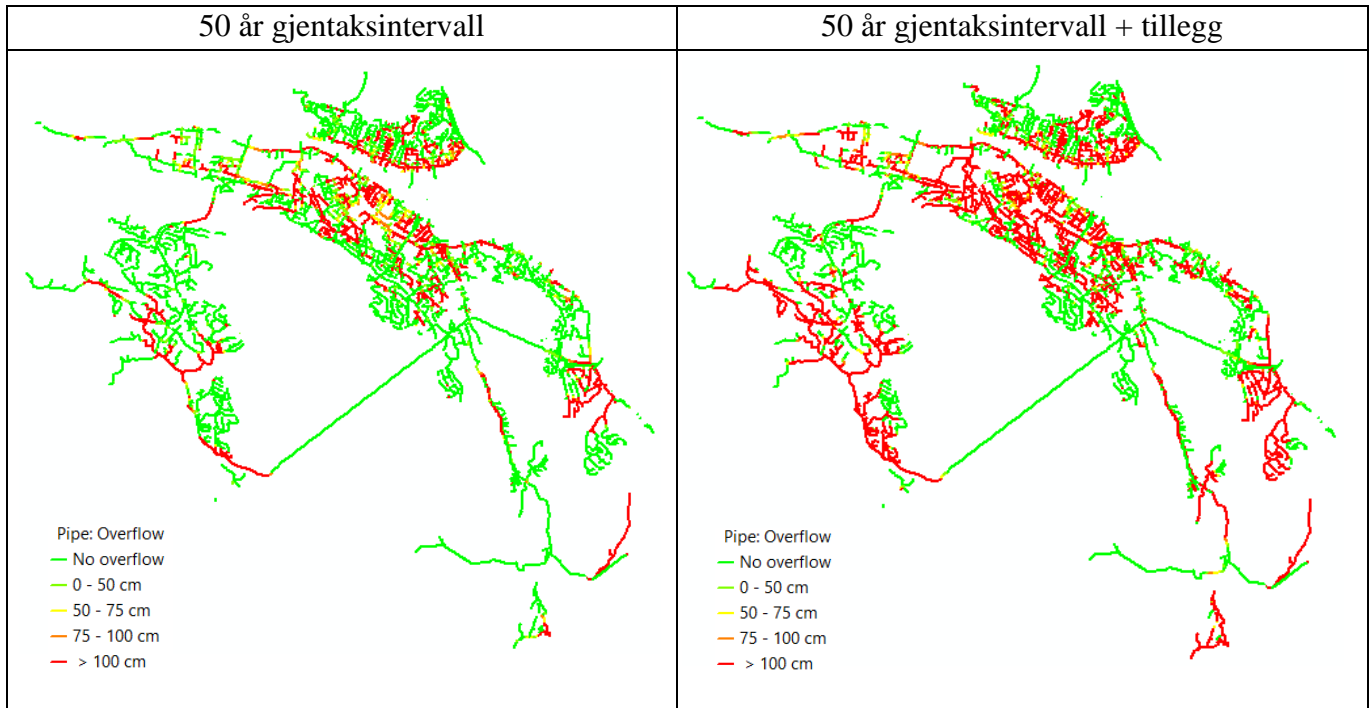 50 år gjentaksintervall
50 år gjentaksintervall + tillegg
Pipe: Overflow
No overflow
0 - 50 cm
50 - 75 cm
75 - 100 cm
> 100 cm
Pipe: Overflow
No overflow
0 - 50 cm
50 - 75 cm
75 - 100 cm
> 100 cm